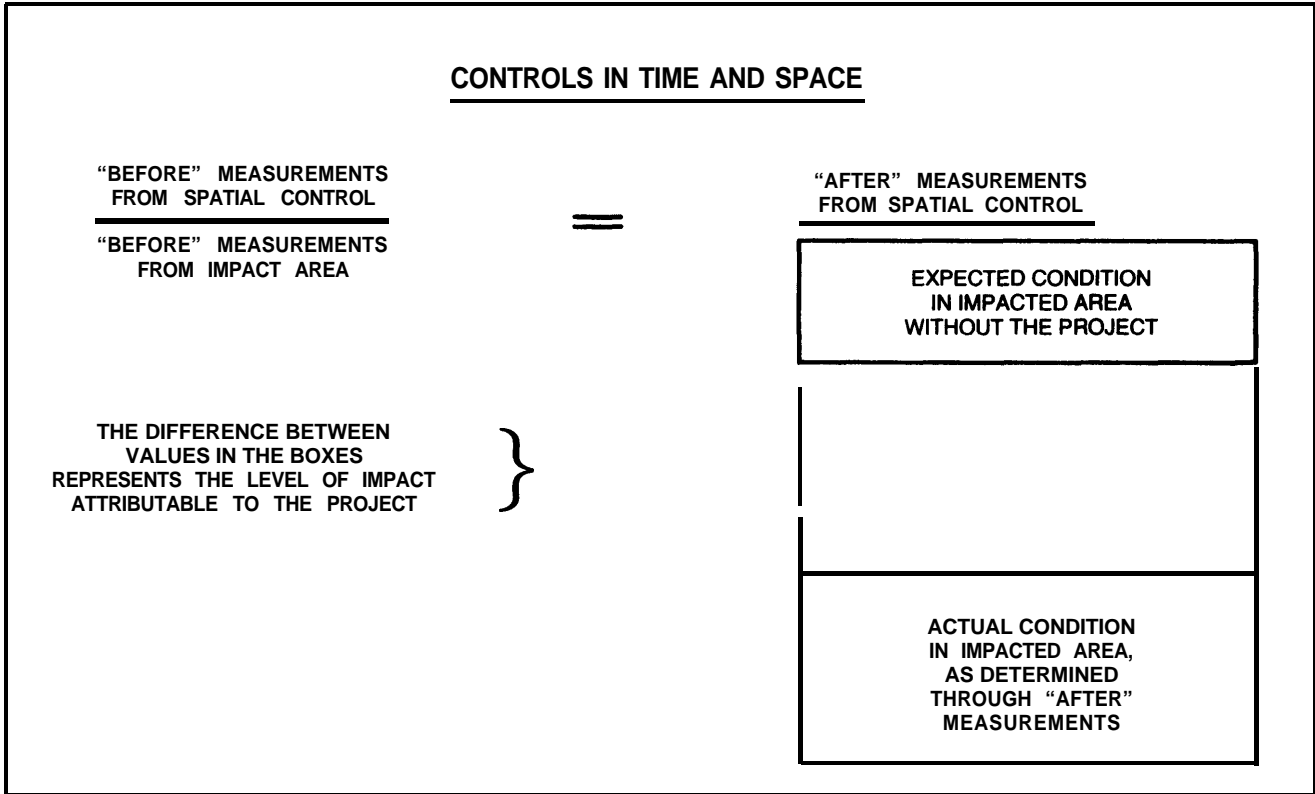 CONTROLS IN TIME AND SPACE
“BEFORE” MEASUREMENTS
FROM SPATIAL CONTROL
“BEFORE” MEASUREMENTS
FROM IMPACT AREA
=
“AFTER” MEASUREMENTS
FROM SPATIAL CONTROL
EXPECTED CONDITION
IN IMPACTED AREA
WITHOUT THE PROJECT
THE DIFFERENCE BETWEEN
VALUES IN THE BOXES
REPRESENTS THE LEVEL OF IMPACT
ATTRIBUTABLE TO THE PROJECT
}
ACTUAL CONDITION
IN IMPACTED AREA,
AS DETERMINED
THROUGH “AFTER”
MEASUREMENTS